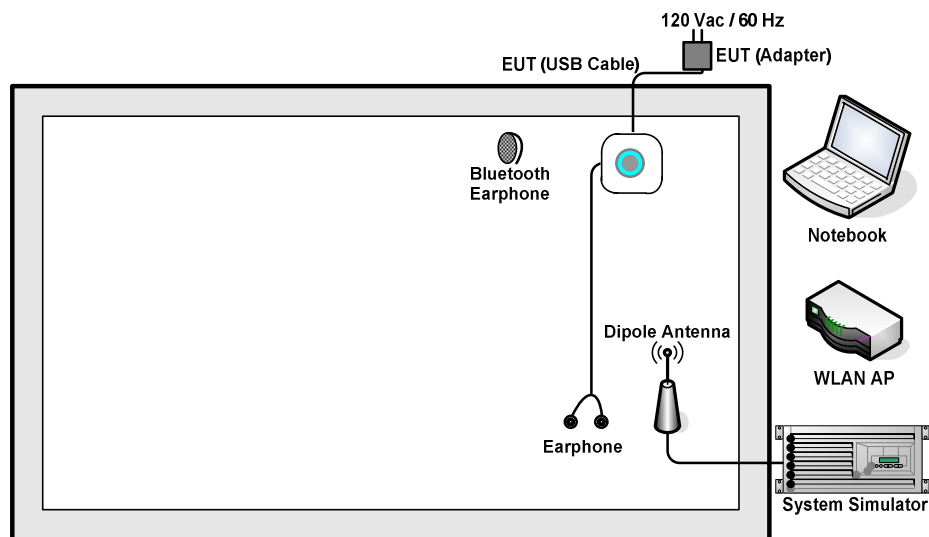 120 Vac / 60 Hz
EUT (Adapter)
EUT (USB Cable)
Bluetooth
Earphone
Notebook
Dipole Antenna
WLAN AP
Earphone
System Simulator